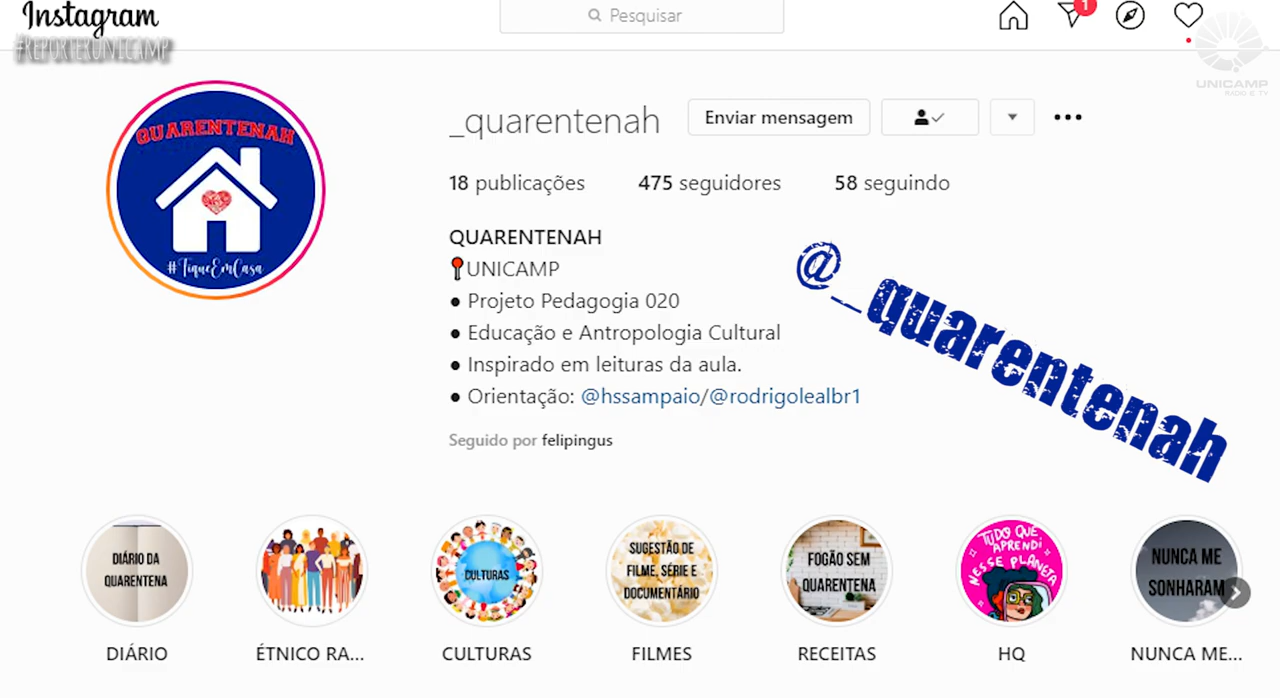 Instagram
Pesquisar
1
#REPORTERUNICAMP
UNICAMP
RÁDIO E TV
QUARENTENAH
#FiqueEmCasa
_quarentenah
Enviar mensagem
18 publicações 475 seguidores 58 seguindo
QUARENTENAH
UNICAMP
● Projeto Pedagogia 020
● Educação e Antropologia Cultural
● Inspirado em leituras da aula.
● Orientação: @hssampaio/@rodrigolealbr1
Seguido por felipingus
@_quarentenah
DIÁRIO DA
QUARENTENA
CULTURAS
SUGESTÃO DE
FILME, SÉRIE E
DOCUMENTÁRIO
FOGÃO SEM
QUARENTENA
TUDO QUE
APRENDI
NESSE PLANETA
NUNCA ME
SONHARAM
DIÁRIO
ÉTNICO RA...
CULTURAS
FILMES
RECEITAS
HQ
NUNCA ME...